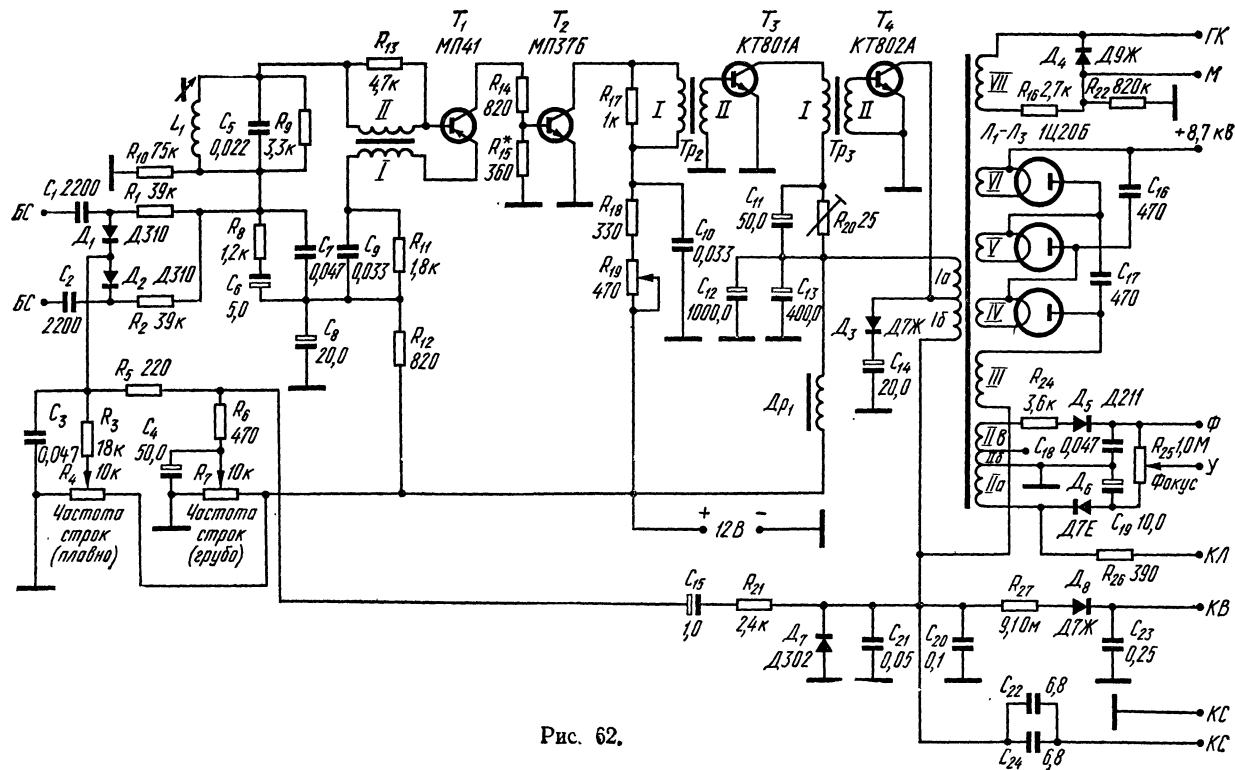 T₁
МП41
T₂
МП37Б
T₃
КТ801А
T₄
КТ802А
R₁₃
4,7к
II
I
L₁
C₅
0,022
R₉
3,3к
R₁₀ 75к
C₁ 2200
R₁ 39к
БС
Д₁ Д310
Д₂ Д310
C₂
2200
БС
R₂ 39к
R₈
1,2к
C₆
5,0
C₇
0,047
C₉
0,033
R₁₁
1,8к
C₈
20,0
R₁₂
820
R₁₄
820
R₁₅*
360
R₁₇
1к
I
II
Тр₂
R₁₈
330
R₁₉
470
C₁₀
0,033
I
II
Тр₃
C₁₁
50,0
R₂₀ 25
C₁₂
1000,0
C₁₃
400,0
Iа
Iб
Д₃ Д7Ж
C₁₄
20,0
Др₁
VII
Д₄ Д9Ж
R₁₆ 2,7к
R₂₂ 820к
ГК
М
Л₁-Л₃ 1Ц20Б
+8,7кВ
VI
V
IV
C₁₆
470
C₁₇
470
III
R₂₄
3,6к
Д₅ Д211
IIв
IIб
IIа
C₁₈ 0,047
R₂₅ 1,0М
Фокус
Ф
У
Д₆
Д7Е
C₁₉ 10,0
R₂₆ 390
КЛ
R₅ 220
C₃
0,047
R₃
18к
R₄ 10к
C₄
50,0
R₆
470
R₇ 10к
Частота
строк
(плавно)
Частота
строк
(грубо)
+ 12В -
C₁₅
1,0
R₂₁
2,4к
Д₇
Д302
C₂₁
0,05
C₂₀
0,1
R₂₇
9,1Ом
Д₈
Д7Ж
C₂₃
0,25
КВ
C₂₂ 6,8
C₂₄ 6,8
КС
КС
Рис. 62.